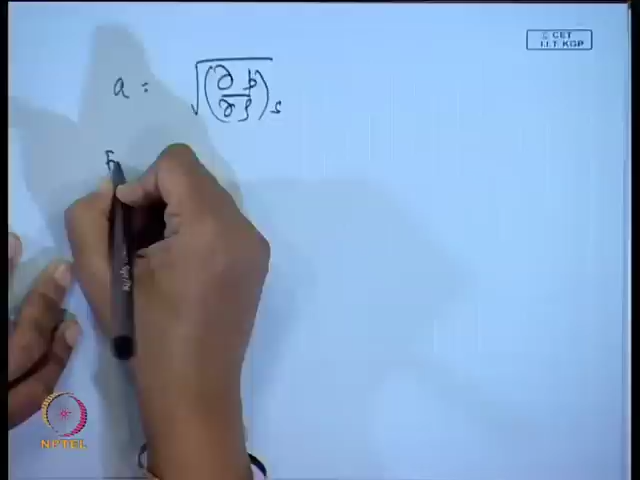 © CET
I.I.T KGP
a = √(∂p/∂ρ)s
F
NPTEL